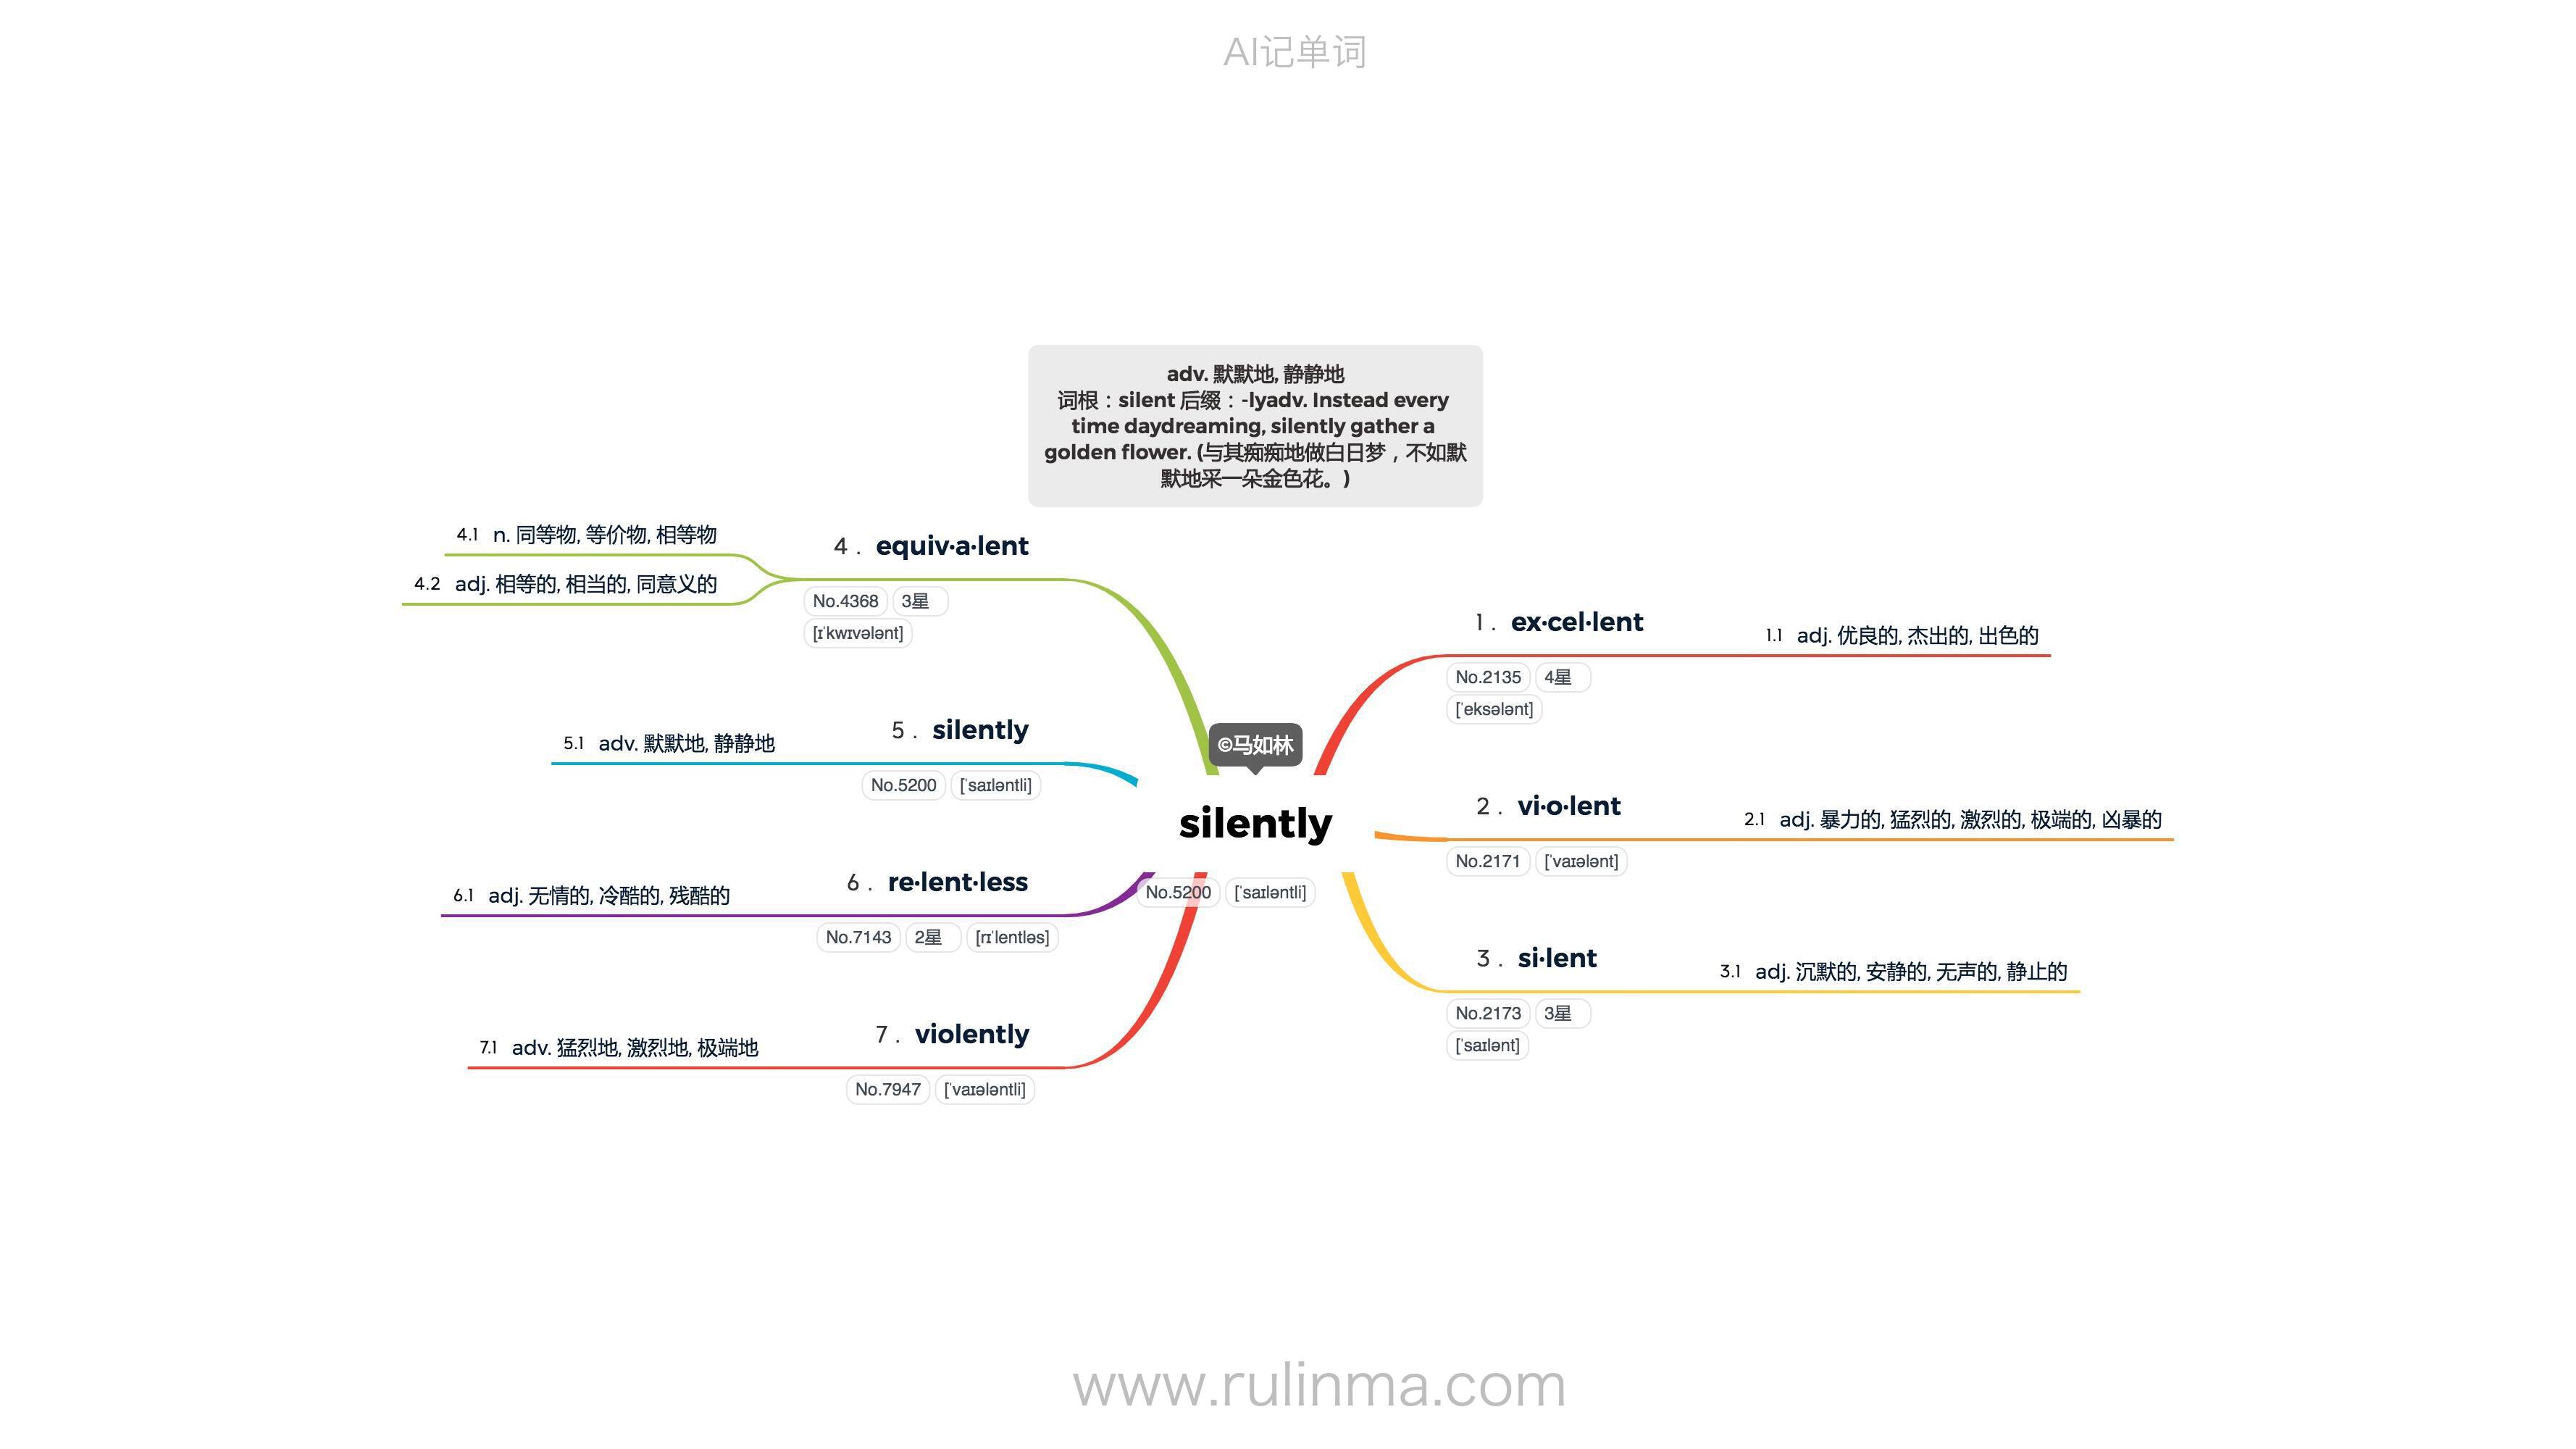 AI记单词
adv. 默默地, 静静地
词根：silent 后缀：-lyadv. Instead every
time daydreaming, silently gather a
golden flower. (与其痴痴地做白日梦，不如默
默地采一朵金色花。)
©马如林
silently
No.5200 [ˈsaɪləntli]
1. ex·cel·lent
No.2135 4星
[ˈeksələnt]
1.1 adj. 优良的, 杰出的, 出色的
2. vi·o·lent
No.2171 [ˈvaɪələnt]
2.1 adj. 暴力的, 猛烈的, 激烈的, 极端的, 凶暴的
3. si·lent
No.2173 3星
[ˈsaɪlənt]
3.1 adj. 沉默的, 安静的, 无声的, 静止的
4. equiv·a·lent
No.4368 3星
[ɪˈkwɪvələnt]
4.1 n. 同等物, 等价物, 相等物
4.2 adj. 相等的, 相当的, 同意义的
5. silently
No.5200 [ˈsaɪləntli]
5.1 adv. 默默地, 静静地
6. re·lent·less
No.7143 2星 [rɪˈlentləs]
6.1 adj. 无情的, 冷酷的, 残酷的
7. violently
No.7947 [ˈvaɪələntli]
7.1 adv. 猛烈地, 激烈地, 极端地
www.rulinma.com